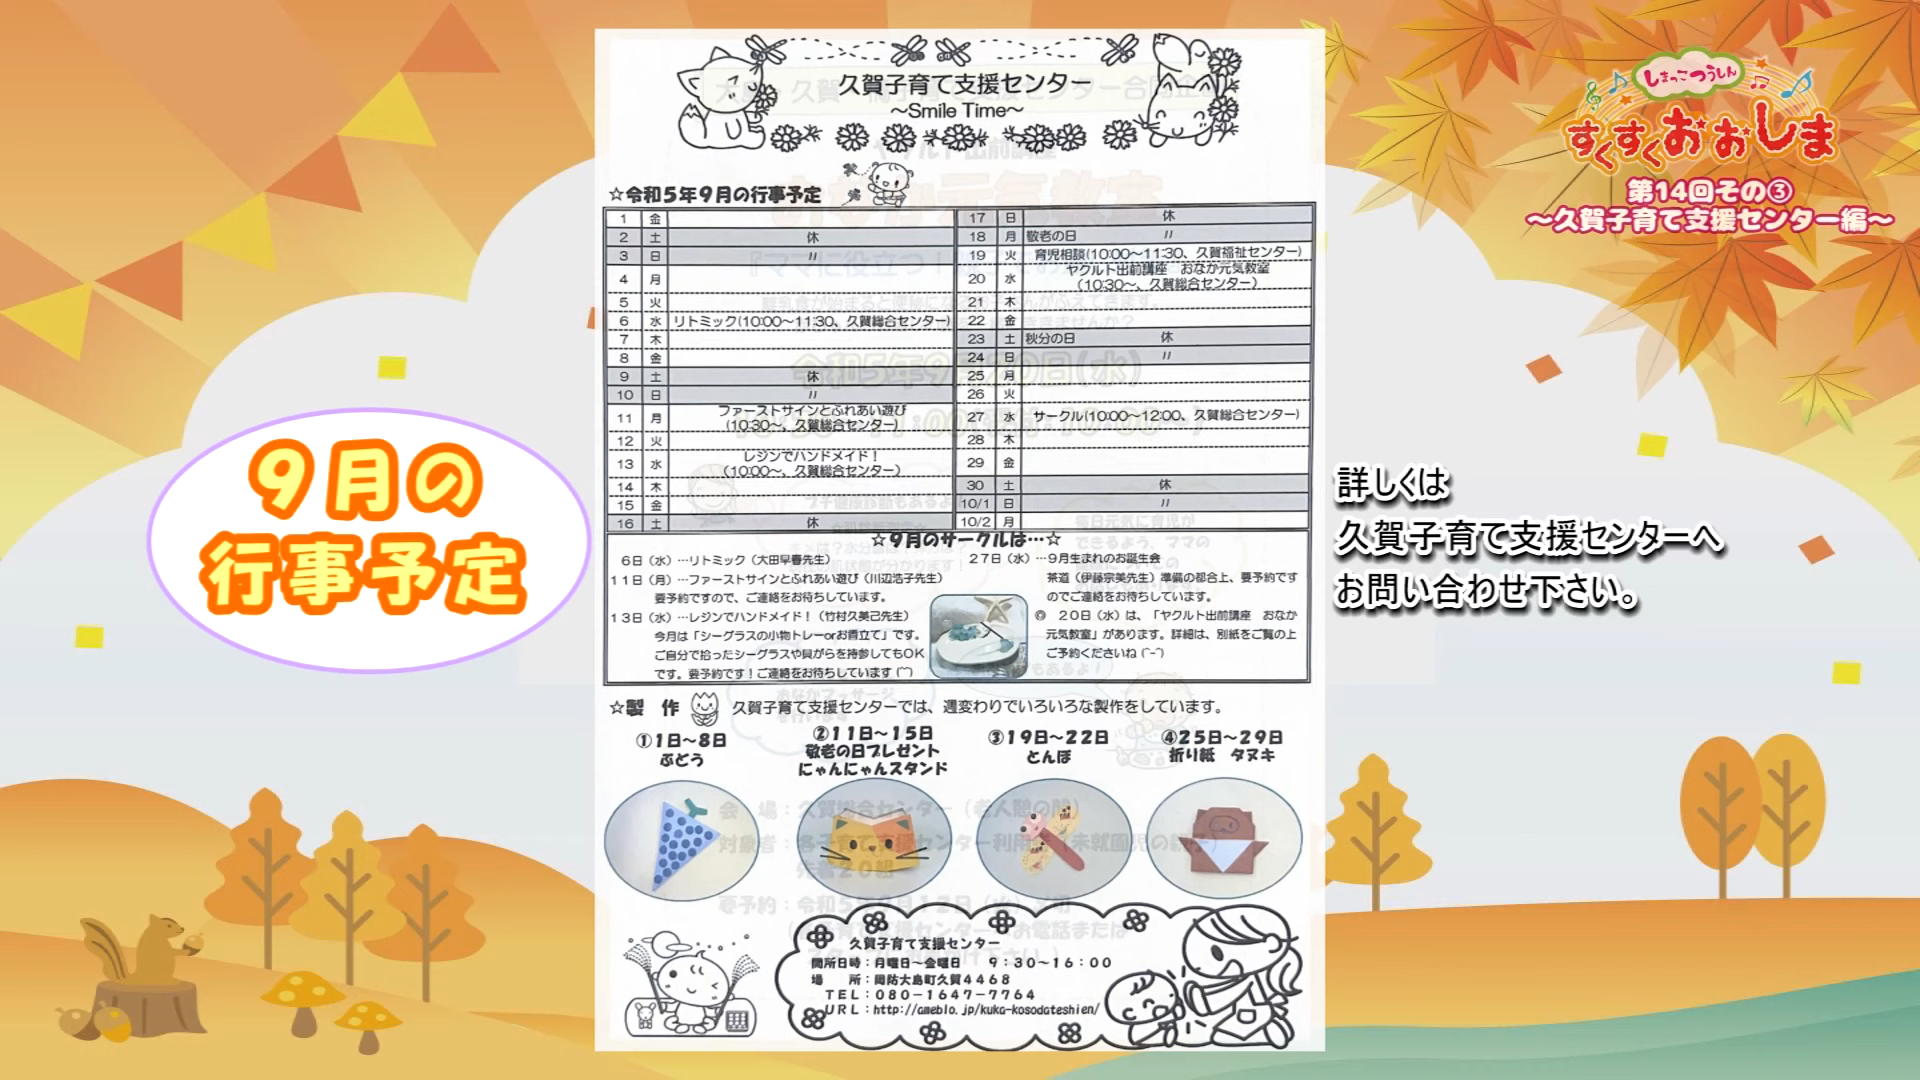 しまっこつうしん
すくすくおおしま
第14回その③
～久賀子育て支援センター編～
9月の
行事予定
詳しくは
久賀子育て支援センターへ
お問い合わせ下さい。
久賀子育て支援センター
～Smile Time～
☆令和5年9月の行事予定
1 金
2 土 休
3 日 〃
4 月
5 火
6 水 リトミック(10:00～11:30、久賀総合センター)
7 木
8 金
9 土 休
10 日 〃
11 月 ファーストサインとふれあい遊び
(10:30～、久賀総合センター)
12 火
13 水 レジンでハンドメイド！
(10:00～、久賀総合センター)
14 木
15 金
16 土 休
17 日 休
18 月 敬老の日 〃
19 火 育児相談(10:00～11:30、久賀福祉センター)
20 水 ヤクルト出前講座 おなか元気教室
(10:30～、久賀総合センター)
21 木
22 金
23 土 秋分の日 休
24 日 〃
25 月
26 火
27 水 サークル(10:00～12:00、久賀総合センター)
28 木
29 金
30 土 休
10/1 日 〃
10/2 月
☆9月のサークルは…☆
6日（水）…リトミック（大田早春先生）
11日（月）…ファーストサインとふれあい遊び（川辺浩子先生）
要予約ですので、ご連絡をお待ちしています。
13日（水）…レジンでハンドメイド！（竹村久美己先生）
今月は「シーグラスの小物トレーorお香立て」です。
ご自分で拾ったシーグラスや貝がらを持参してもOK
です。要予約です！ご連絡をお待ちしています(^^)
27日（水）…9月生まれのお誕生会
茶道（伊藤宗美先生）準備の都合上、要予約です
のでご連絡をお待ちしています。
◎ 20日（水）は、「ヤクルト出前講座 おなか
元気教室」があります。詳細は、別紙をご覧の上
ご予約くださいね(^-^)
☆製 作 久賀子育て支援センターでは、週変わりでいろいろな製作をしています。
①1日～8日
ぶどう
②11日～15日
敬老の日プレゼント
にゃんにゃんスタンド
③19日～22日
とんぼ
④25日～29日
折り紙 タヌキ
久賀子育て支援センター
開所日時：月曜日～金曜日 9：30～16：00
場 所：周防大島町久賀4468
TEL：080-1647-7764
URL：http://ameblo.jp/kuka-kosodateshien/